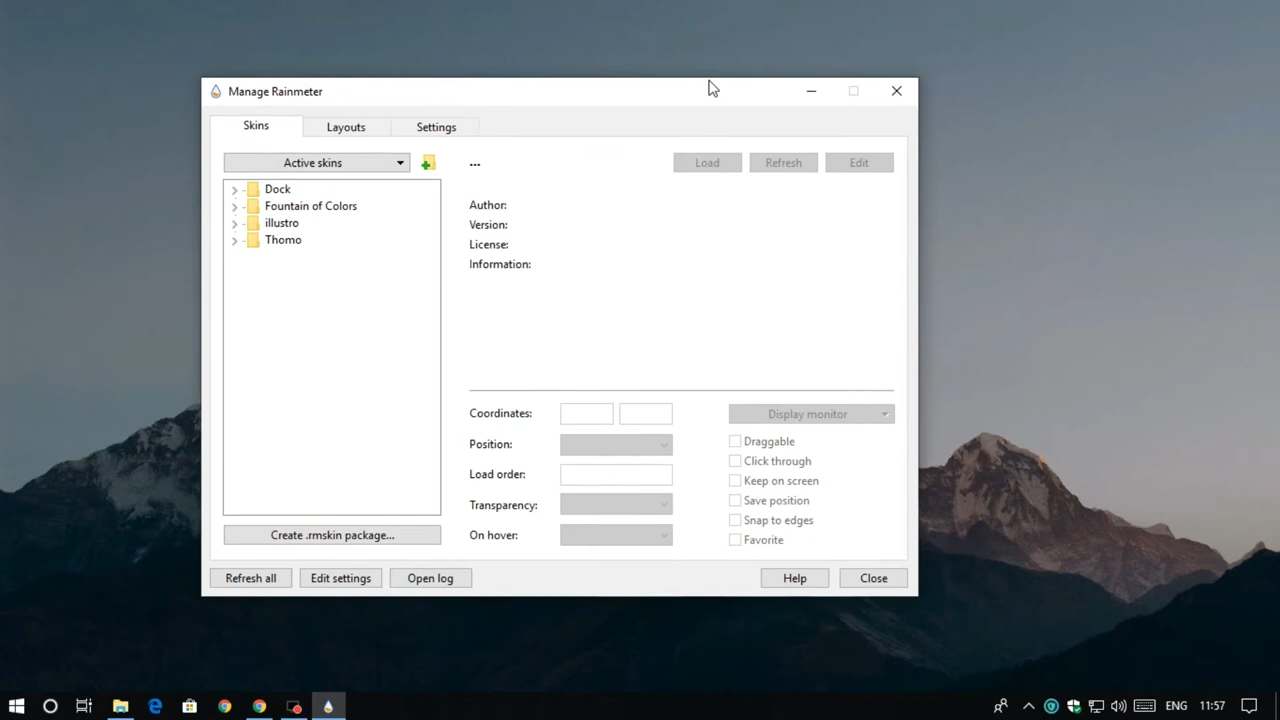 Manage Rainmeter
Skins
Layouts
Settings
Active skins
...
Load
Refresh
Edit
Dock
Fountain of Colors
illustro
Thomo
Author:
Version:
License:
Information:
Coordinates:
Display monitor
Position:
Draggable
Click through
Load order:
Keep on screen
Transparency:
Save position
Snap to edges
On hover:
Favorite
Create .rmskin package...
Refresh all
Edit settings
Open log
Help
Close
ENG
11:57